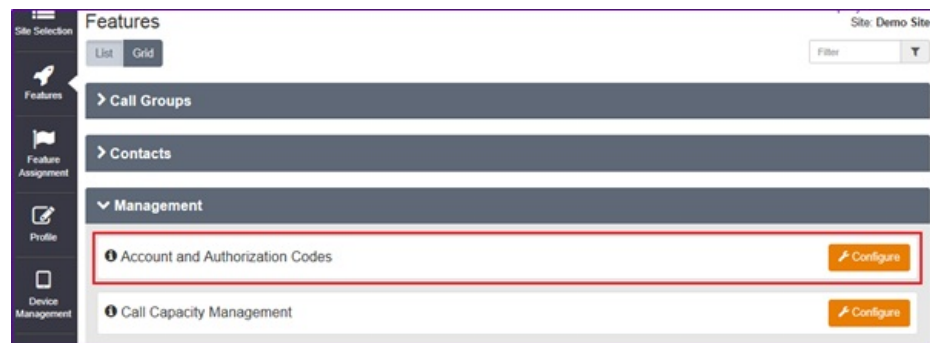 Site Selection
Features
Site: Demo Site
List
Grid
Filter
Features
Call Groups
Feature
Assignment
Contacts
Management
Profile
Account and Authorization Codes
Configure
Device
Management
Call Capacity Management
Configure